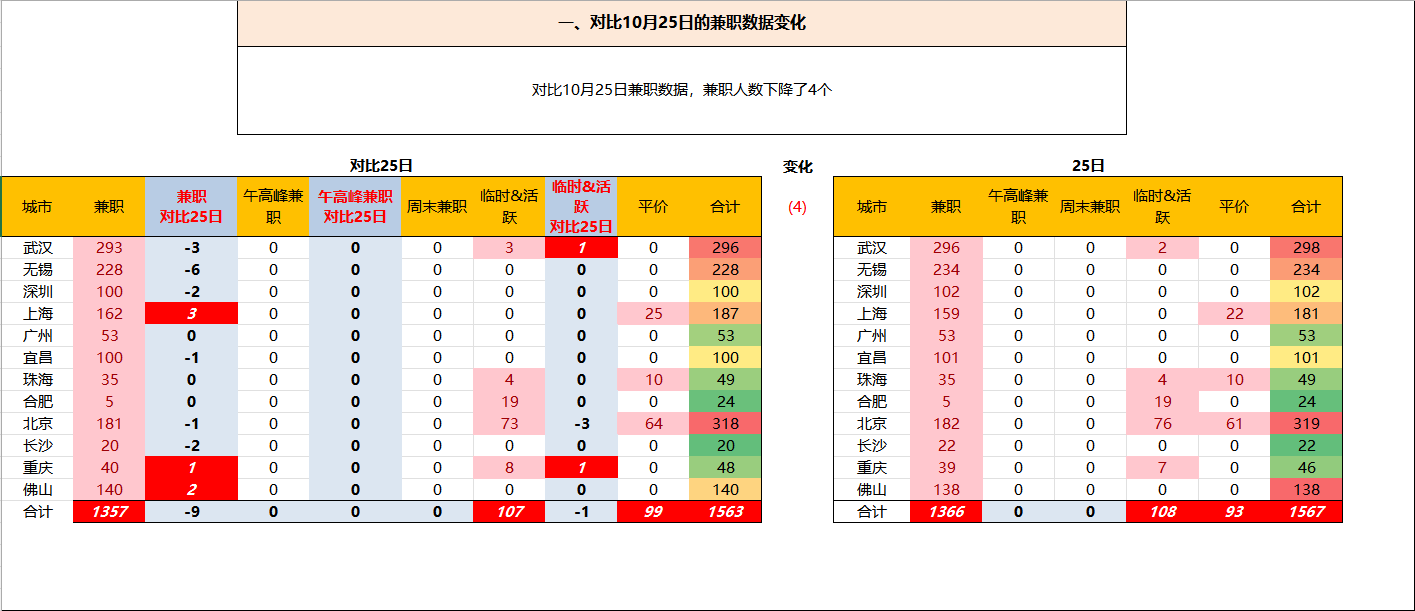 一、对比10月25日的兼职数据变化
对比10月25日兼职数据，兼职人数下降了4个
对比25日 变化 25日
城市 兼职 兼职 对比25日 午高峰兼职 午高峰兼职 对比25日 周末兼职 临时&活跃 临时&活跃 对比25日 平价 合计 (4) 城市 兼职 午高峰兼职 周末兼职 临时&活跃 平价 合计
武汉 293 -3 0 0 0 3 1 0 296 武汉 296 0 0 2 0 298
无锡 228 -6 0 0 0 0 0 0 228 无锡 234 0 0 0 0 234
深圳 100 -2 0 0 0 0 0 0 100 深圳 102 0 0 0 0 102
上海 162 3 0 0 0 0 0 25 187 上海 159 0 0 0 22 181
广州 53 0 0 0 0 0 0 0 53 广州 53 0 0 0 0 53
宜昌 100 -1 0 0 0 0 0 0 100 宜昌 101 0 0 0 0 101
珠海 35 0 0 0 0 4 0 10 49 珠海 35 0 0 4 10 49
合肥 5 0 0 0 0 19 0 0 24 合肥 5 0 0 19 0 24
北京 181 -1 0 0 0 73 -3 64 318 北京 182 0 0 76 61 319
长沙 20 -2 0 0 0 0 0 0 20 长沙 22 0 0 0 0 22
重庆 40 1 0 0 0 8 1 0 48 重庆 39 0 0 7 0 46
佛山 140 2 0 0 0 0 0 0 140 佛山 138 0 0 0 0 138
合计 1357 -9 0 0 0 107 -1 99 1563 合计 1366 0 0 108 93 1567